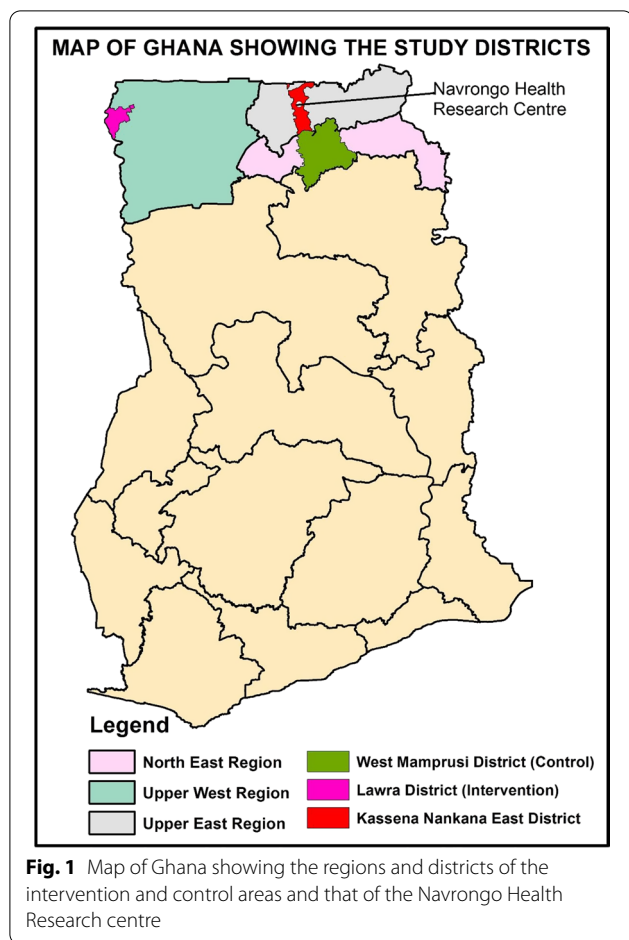 MAP OF GHANA SHOWING THE STUDY DISTRICTS
Navrongo Health
Research Centre
Legend
North East Region
Upper West Region
Upper East Region
West Mamprusi District (Control)
Lawra District (Intervention)
Kassena Nankana East District
Fig. 1 Map of Ghana showing the regions and districts of the
intervention and control areas and that of the Navrongo Health
Research centre